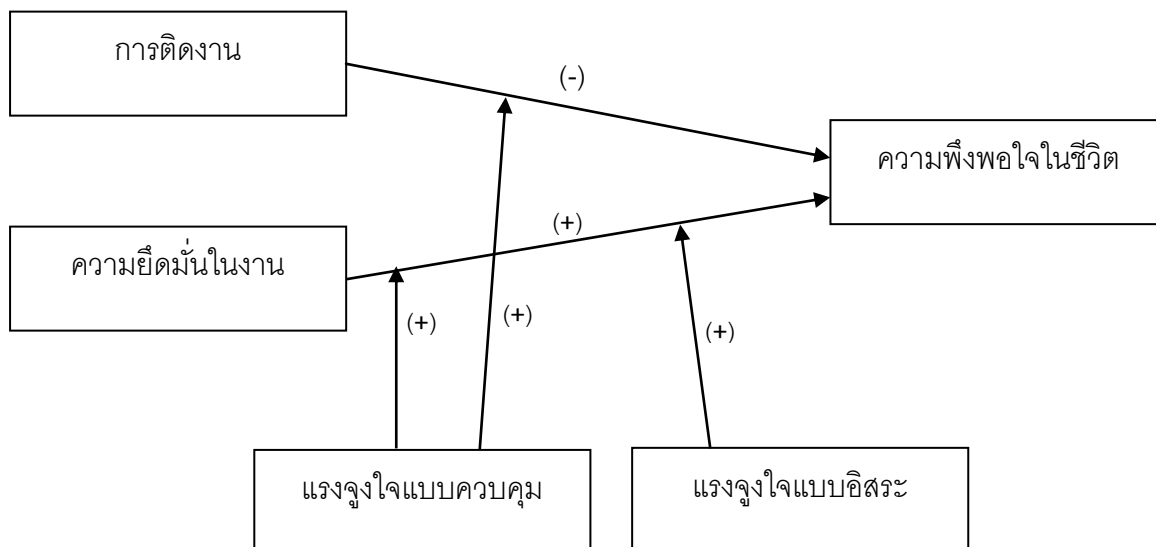 การติดงาน
(-)
ความพึงพอใจในชีวิต
ความยึดมั่นในงาน
(+)
(+)
(+)
(+)
แรงจูงใจแบบควบคุม
แรงจูงใจแบบอิสระ